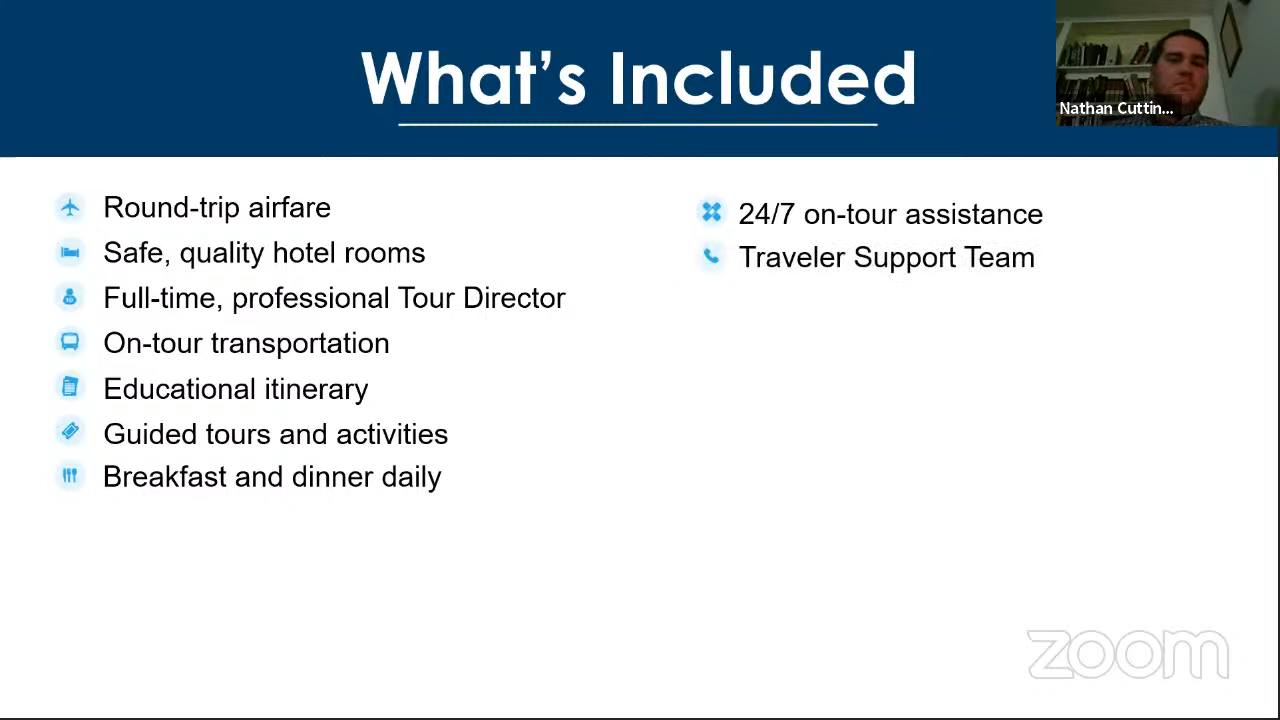 What's Included
Nathan Cuttin...
Round-trip airfare
Safe, quality hotel rooms
Full-time, professional Tour Director
On-tour transportation
Educational itinerary
Guided tours and activities
Breakfast and dinner daily
24/7 on-tour assistance
Traveler Support Team
zoom